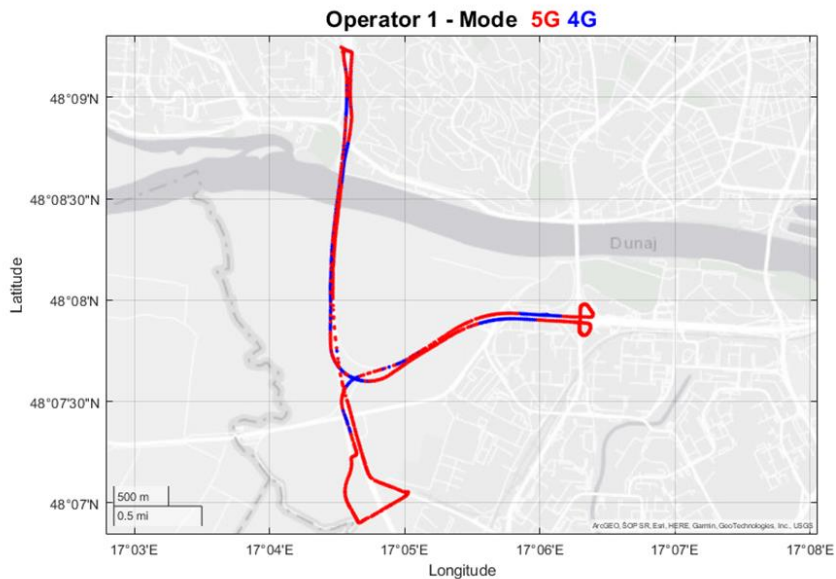 Operator 1 - Mode 5G 4G
48°09'N
48°08'30"N
48°08'N
48°07'30"N
48°07'N
Latitude
Dunaj
500 m
0.5 mi
ArcGEO, ŠOP SR, Esri, HERE, Garmin, GeoTechnologies, Inc., USGS
17°03'E
17°04'E
17°05'E
17°06'E
17°07'E
17°08'E
Longitude